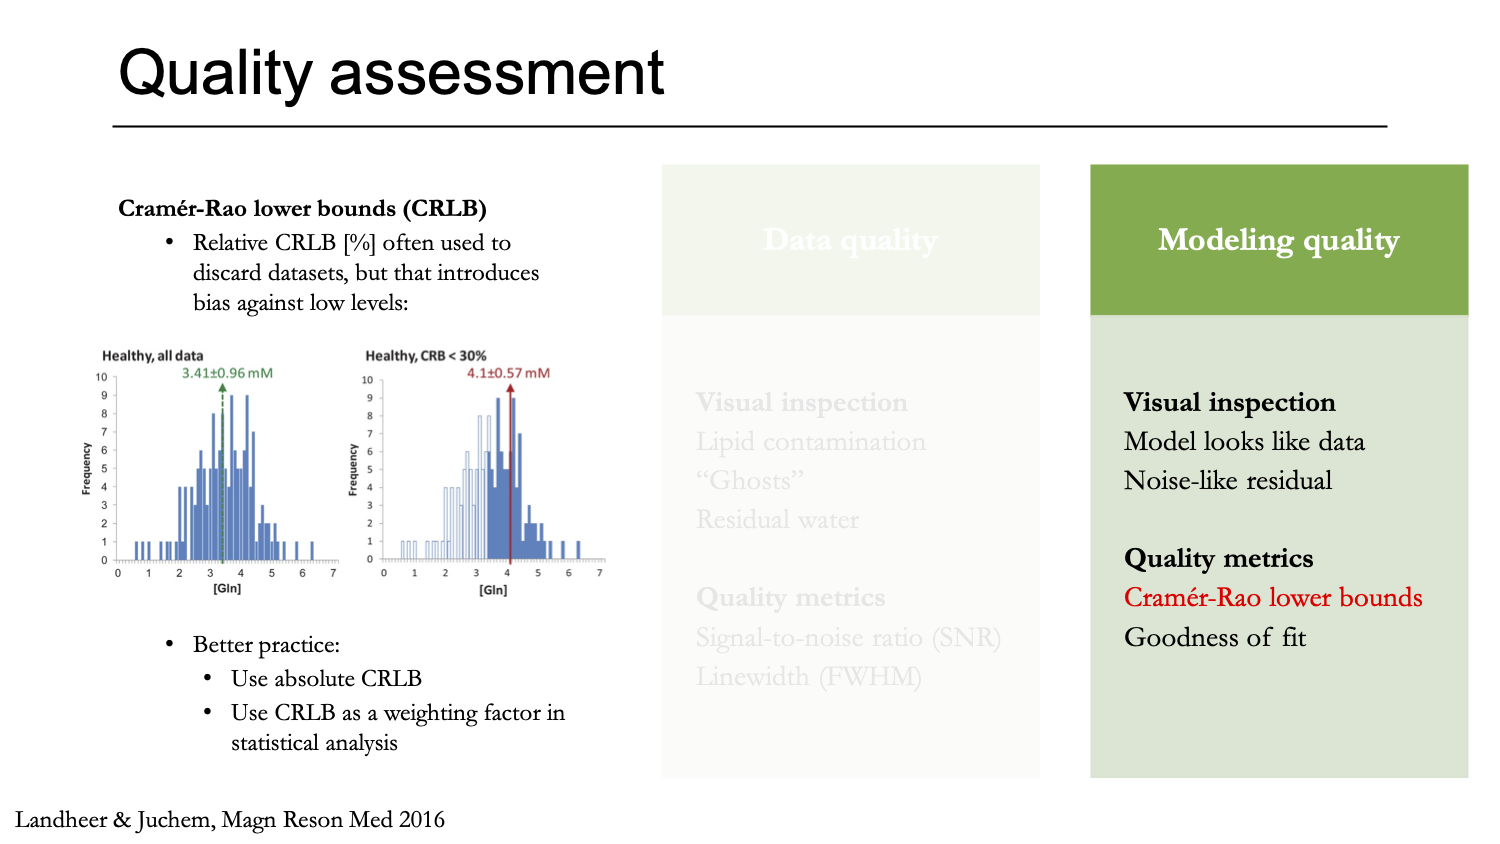 Quality assessment
Cramér-Rao lower bounds (CRLB)
• Relative CRLB [%] often used to
discard datasets, but that introduces
bias against low levels:
Healthy, all data
3.41±0.96 mM
10
9
8
7
6
5
4
3
2
1
0
Frequency
0 1 2 3 4 5 6 7
[Gln]
Healthy, CRB < 30%
4.1±0.57 mM
10
9
8
7
6
5
4
3
2
1
0
Frequency
0 1 2 3 4 5 6 7
[Gln]
• Better practice:
• Use absolute CRLB
• Use CRLB as a weighting factor in
statistical analysis
Data quality
Visual inspection
Lipid contamination
“Ghosts”
Residual water
Quality metrics
Signal-to-noise ratio (SNR)
Linewidth (FWHM)
Modeling quality
Visual inspection
Model looks like data
Noise-like residual
Quality metrics
Cramér-Rao lower bounds
Goodness of fit
Landheer & Juchem, Magn Reson Med 2016